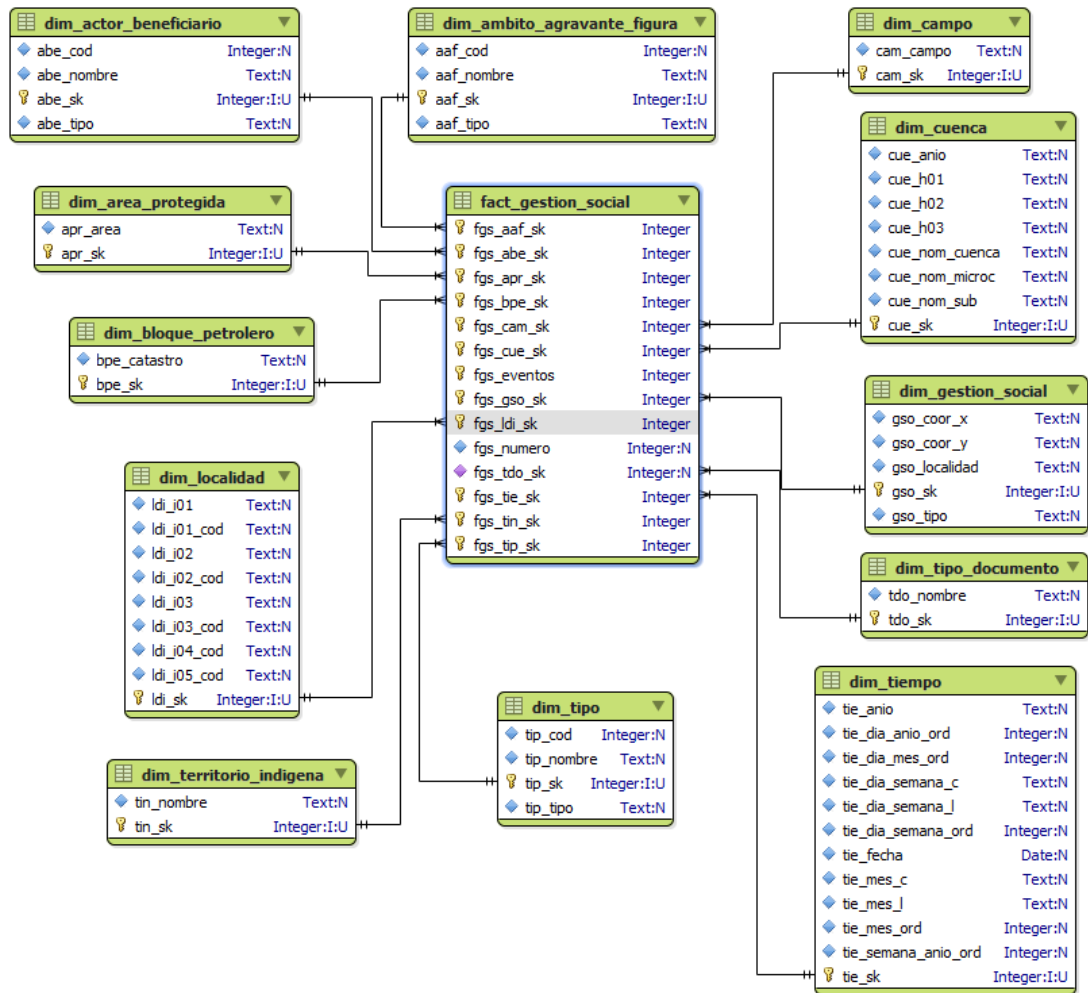 dim_actor_beneficiario
abe_cod Integer:N
abe_nombre Text:N
abe_sk Integer:I:U
abe_tipo Text:N
dim_ambito_agravante_figura
aaf_cod Integer:N
aaf_nombre Text:N
aaf_sk Integer:I:U
aaf_tipo Text:N
dim_campo
cam_campo Text:N
cam_sk Integer:I:U
dim_cuenca
cue_anio Text:N
cue_h01 Text:N
cue_h02 Text:N
cue_h03 Text:N
cue_nom_cuenca Text:N
cue_nom_microc Text:N
cue_nom_sub Text:N
cue_sk Integer:I:U
dim_area_protegida
apr_area Text:N
apr_sk Integer:I:U
fact_gestion_social
fgs_aaf_sk Integer
fgs_abe_sk Integer
fgs_apr_sk Integer
fgs_bpe_sk Integer
fgs_cam_sk Integer
fgs_cue_sk Integer
fgs_eventos Integer
fgs_gso_sk Integer
fgs_ldi_sk Integer
fgs_numero Integer:N
fgs_tdo_sk Integer:N
fgs_tie_sk Integer
fgs_tin_sk Integer
fgs_tip_sk Integer
dim_bloque_petrolero
bpe_catastro Text:N
bpe_sk Integer:I:U
dim_gestion_social
gso_coor_x Text:N
gso_coor_y Text:N
gso_localidad Text:N
gso_sk Integer:I:U
gso_tipo Text:N
dim_localidad
ldi_i01 Text:N
ldi_i01_cod Text:N
ldi_i02 Text:N
ldi_i02_cod Text:N
ldi_i03 Text:N
ldi_i03_cod Text:N
ldi_i04_cod Text:N
ldi_i05_cod Text:N
ldi_sk Integer:I:U
dim_tipo_documento
tdo_nombre Text:N
tdo_sk Integer:I:U
dim_tipo
tip_cod Integer:N
tip_nombre Text:N
tip_sk Integer:I:U
tip_tipo Text:N
dim_tiempo
tie_anio Text:N
tie_dia_anio_ord Integer:N
tie_dia_mes_ord Integer:N
tie_dia_semana_c Text:N
tie_dia_semana_l Text:N
tie_dia_semana_ord Integer:N
tie_fecha Date:N
tie_mes_c Text:N
tie_mes_l Text:N
tie_mes_ord Integer:N
tie_semana_anio_ord Integer:N
tie_sk Integer:I:U
dim_territorio_indigena
tin_nombre Text:N
tin_sk Integer:I:U